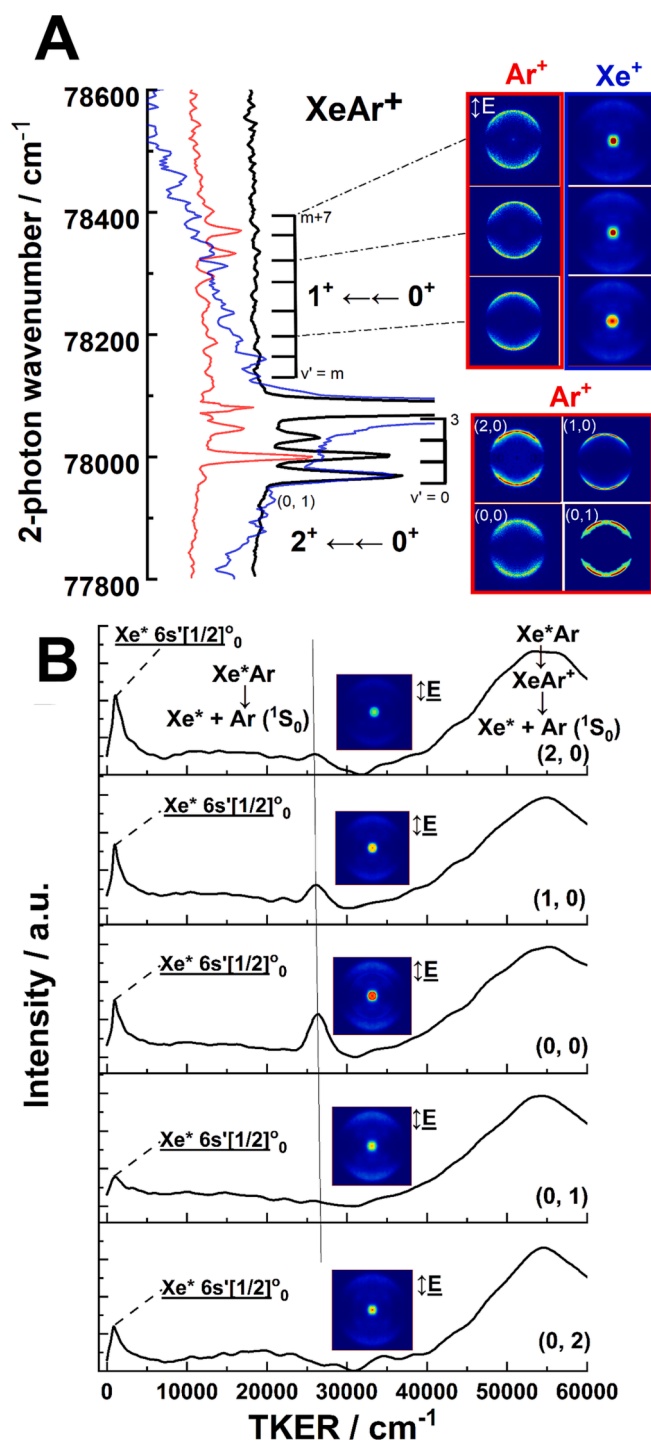 A
2-photon wavenumber / cm⁻¹
78600
78400
78200
78000
77800
XeAr⁺
m+7
1⁺ ←← 0⁺
v' = m
3
v' = 0
(0, 1)
2⁺ ←← 0⁺
Ar⁺
Xe⁺
↕E
Ar⁺
(2,0)
(1,0)
(0,0)
(0,1)
B
Intensity / a.u.
Xe* 6s'[1/2]°₀
Xe*Ar
↓
Xe* + Ar (¹S₀)
↕E
Xe*Ar
↓
XeAr⁺
↓
Xe* + Ar (¹S₀)
(2, 0)
Xe* 6s'[1/2]°₀
↕E
(1, 0)
Xe* 6s'[1/2]°₀
↕E
(0, 0)
Xe* 6s'[1/2]°₀
↕E
(0, 1)
Xe* 6s'[1/2]°₀
↕E
(0, 2)
0 10000 20000 30000 40000 50000 60000
TKER / cm⁻¹